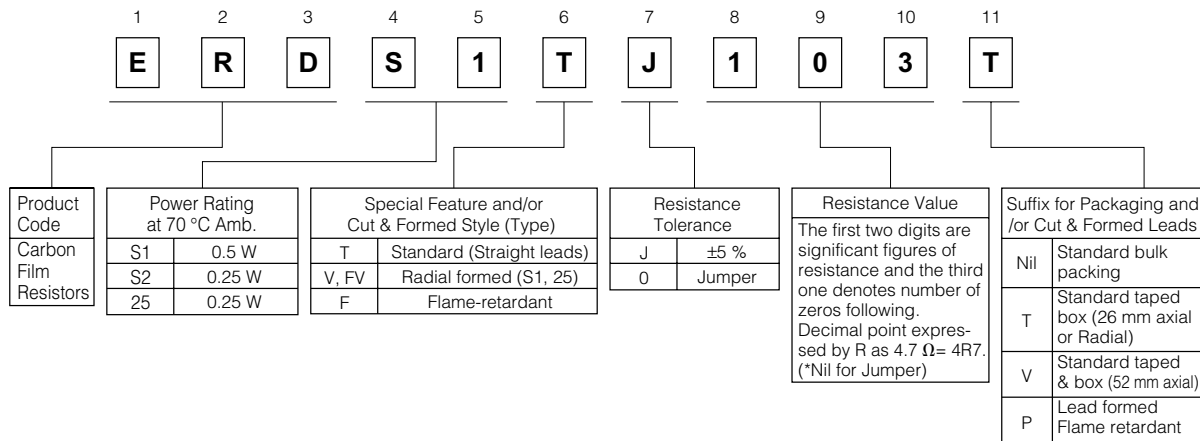 1 2 3 4 5 6 7 8 9 10 11
E R D S 1 T J 1 0 3 T
Product
Code
Carbon
Film
Resistors
Power Rating
at 70 °C Amb.
S1 0.5 W
S2 0.25 W
25 0.25 W
Special Feature and/or
Cut & Formed Style (Type)
T Standard (Straight leads)
V, FV Radial formed (S1, 25)
F Flame-retardant
Resistance
Tolerance
J ±5 %
0 Jumper
Resistance Value
The first two digits are
significant figures of
resistance and the third
one denotes number of
zeros following.
Decimal point expres-
sed by R as 4.7 Ω= 4R7.
(*Nil for Jumper)
Suffix for Packaging and
/or Cut & Formed Leads
Nil Standard bulk
packing
T Standard taped
box (26 mm axial
or Radial)
V Standard taped
& box (52 mm axial)
P Lead formed
Flame retardant